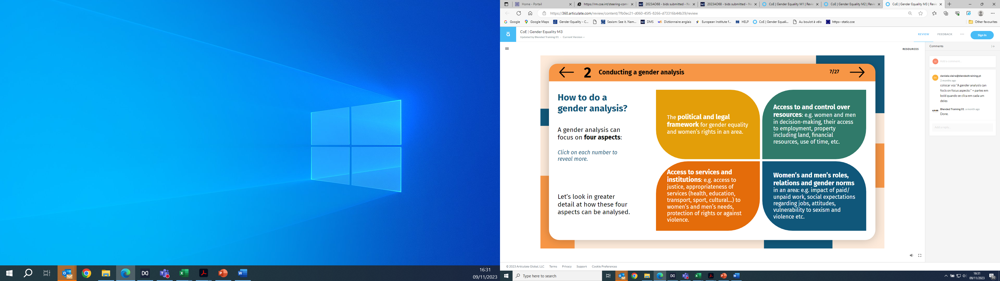 16:31
09/11/2023
Home - Portail
https://rm.coe.int/steering-com
2023AO68 - bids submitted - Ne
2023AO68 - bids submitted - Ne
CoE | Gender Equality M1 | Revie
CoE | Gender Equality M2 | Revie
CoE | Gender Equality M3 | Revie
https://360.articulate.com/review/content/7fb0ec21-d060-45f5-8266-d73316b44b39/review
Google
Google Maps
Gender Equality - C...
Sexism: See it. Nam...
DMS
Dictionnaire anglais
European Institute f...
HELP
CoE | Gender Equali...
Au boulot à vélo
https--static.coe
Other favourites
CoE | Gender Equality M3
Updated by Blended Training 01 - Current Version
REVIEW
FEEDBACK
Sign In
RESOURCES
2 Conducting a gender analysis
7/27
How to do a
gender analysis?
A gender analysis can
focus on four aspects:
Click on each number to
reveal more.
Let's look in greater
detail at how these four
aspects can be analysed.
The political and legal
framework for gender equality
and women's rights in an area.
Access to and control over
resources: e.g. women and men
in decision-making, their access
to employment, property
including land, financial
resources, use of time, etc.
Access to services and
institutions: e.g. access to
justice, appropriateness of
services (health, education,
transport, sport, cultural...) to
women's and men's needs,
protection of rights or against
violence.
Women's and men's roles,
relations and gender norms
in an area: e.g. impact of paid/
unpaid work, social expectations
regarding jobs, attitudes,
vulnerability to sexism and
violence etc.
Comments
Add a comment...
daniela.vieira@blendedtraining.pt
2 months ago
colocar voz "A gender analysis can
focls on focus aspects:" + partes em
bold quando se clica em cada um
deles
Blended Training 01 a month ago
Done.
Add a reply...
© 2023 Articulate Global, LLC
Terms
Privacy
Support
Cookie Preferences
Type here to search
16:31
09/11/2023
30